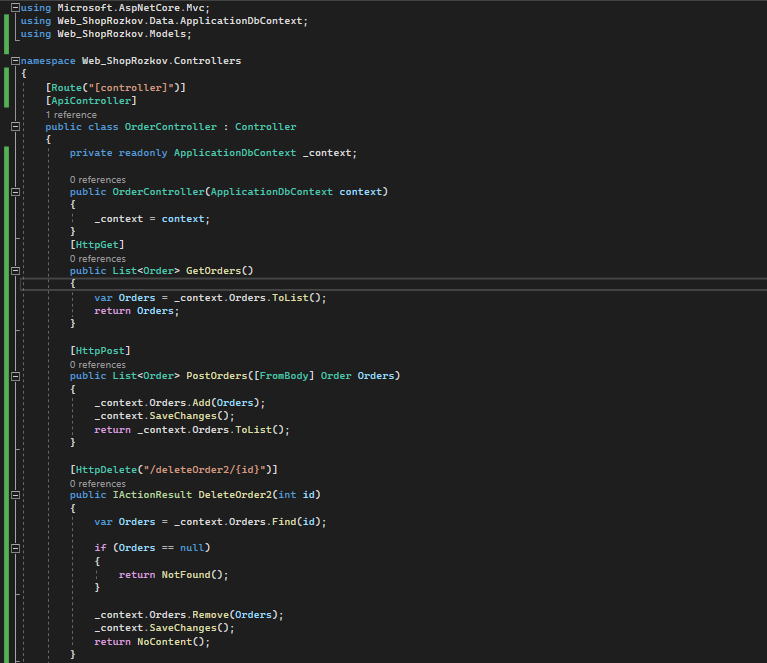 using Microsoft.AspNetCore.Mvc;
using Web_ShopRozkov.Data.ApplicationDbContext;
using Web_ShopRozkov.Models;
namespace Web_ShopRozkov.Controllers
{
[Route("[controller]")]
[ApiController]
1 reference
public class OrderController : Controller
{
private readonly ApplicationDbContext _context;
0 references
public OrderController(ApplicationDbContext context)
{
_context = context;
}
[HttpGet]
0 references
public List<Order> GetOrders()
{
var Orders = _context.Orders.ToList();
return Orders;
}
[HttpPost]
0 references
public List<Order> PostOrders([FromBody] Order Orders)
{
_context.Orders.Add(Orders);
_context.SaveChanges();
return _context.Orders.ToList();
}
[HttpDelete("/deleteOrder2/{id}")]
0 references
public IActionResult DeleteOrder2(int id)
{
var Orders = _context.Orders.Find(id);
if (Orders == null)
{
return NotFound();
}
_context.Orders.Remove(Orders);
_context.SaveChanges();
return NoContent();
}